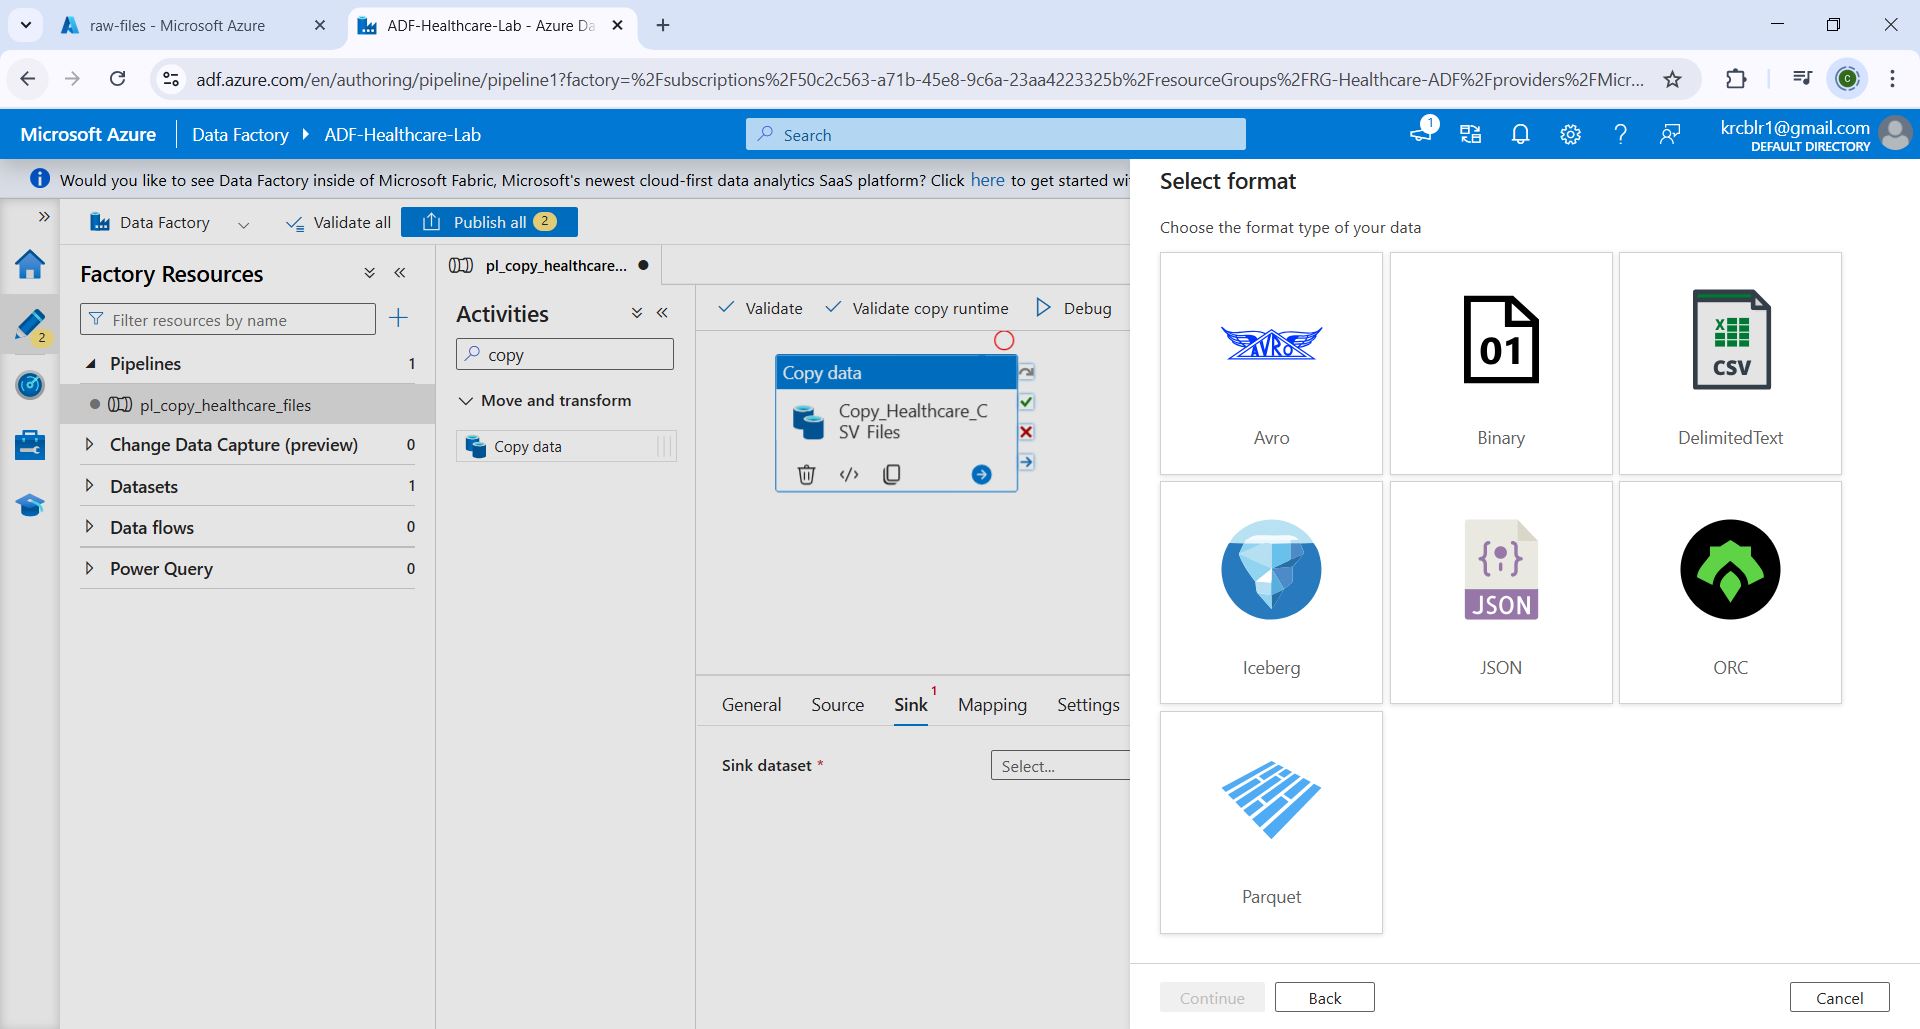 raw-files - Microsoft Azure
ADF-Healthcare-Lab - Azure Da
adf.azure.com/en/authoring/pipeline/pipeline1?factory=%2Fsubscriptions%2F50c2c563-a71b-45e8-9c6a-23aa4223325b%2FresourceGroups%2FRG-Healthcare-ADF%2Fproviders%2FMicr...
C
Microsoft Azure
Data Factory
ADF-Healthcare-Lab
Search
1
krcblr1@gmail.com
DEFAULT DIRECTORY
Would you like to see Data Factory inside of Microsoft Fabric, Microsoft's newest cloud-first data analytics SaaS platform? Click here to get started wi
Data Factory
Validate all
Publish all 2
2
Factory Resources
Filter resources by name
Pipelines 1
pl_copy_healthcare_files
Change Data Capture (preview) 0
Datasets 1
Data flows 0
Power Query 0
pl_copy_healthcare...
Activities
copy
Move and transform
Copy data
Validate
Validate copy runtime
Debug
Copy data
Copy_Healthcare_C
SV Files
General
Source
Sink 1
Mapping
Settings
Sink dataset *
Select...
Select format
Choose the format type of your data
AVRO
Avro
01
Binary
CSV
DelimitedText
Iceberg
JSON
JSON
ORC
Parquet
Continue
Back
Cancel